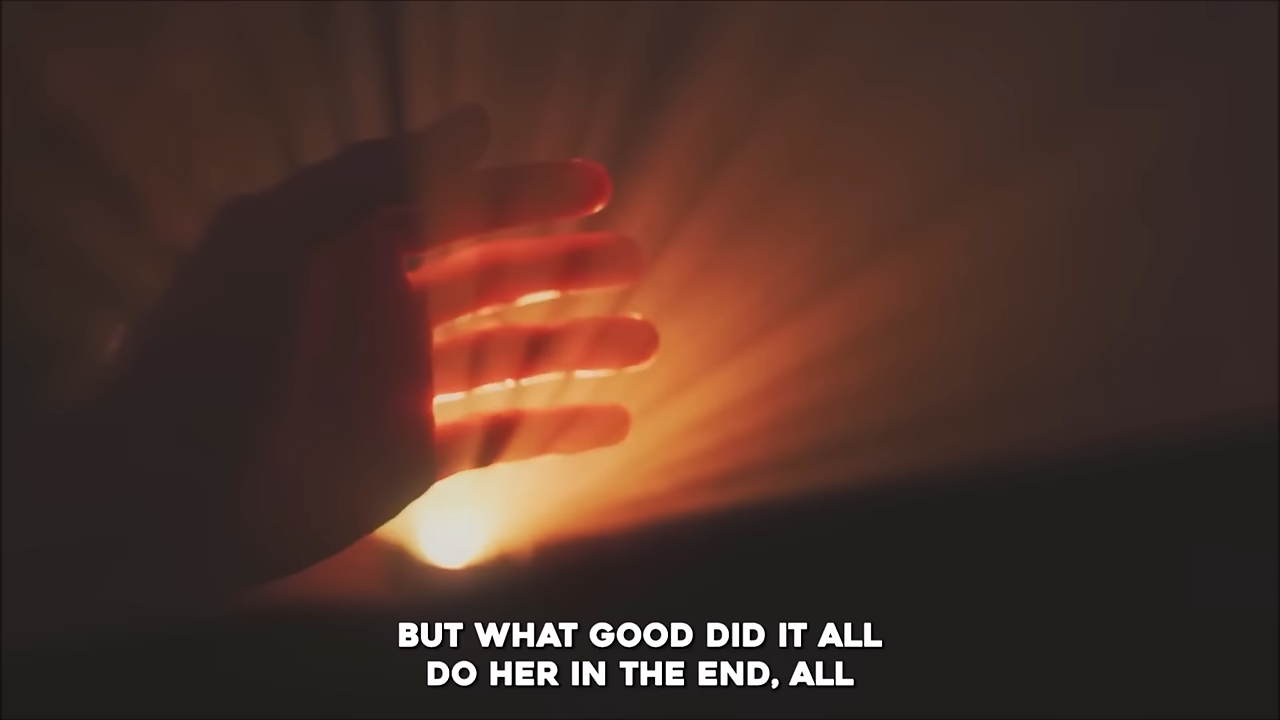 BUT WHAT GOOD DID IT ALL
DO HER IN THE END, ALL